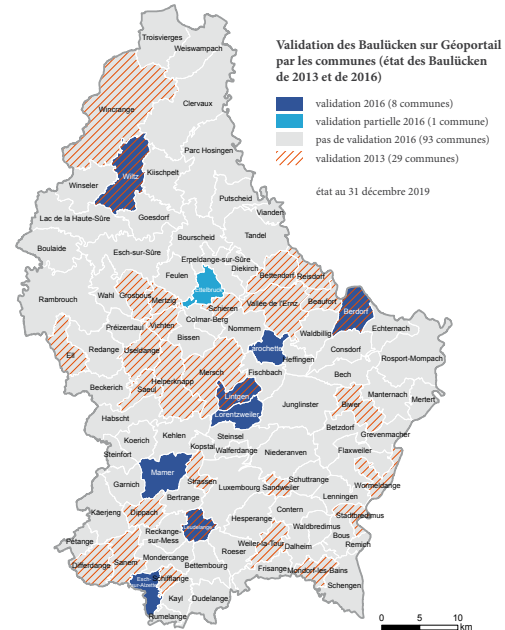 Validation des Baulücken sur Géoportail
par les communes (état des Baulücken
de 2013 et de 2016)
validation 2016 (8 communes)
validation partielle 2016 (1 commune)
pas de validation 2016 (93 communes)
validation 2013 (29 communes)
état au 31 décembre 2019
Troisvierges
Weiswampach
Wincrange
Clervaux
Parc Hosingen
Wiltz
Kiischpelt
Winseler
Putscheid
Lac de la Haute-Sûre
Goesdorf
Vianden
Bourscheid
Tandel
Boulaide
Esch-sur-Sûre
Erpeldange-sur-Sûre
Diekirch
Feulen
Bettendorf
Reisdorf
Ettelbruck
Rambrouch
Wahl
Grosbous
Mertzig
Schieren
Vallée de l'Ernz
Beaufort
Berdorf
Colmar-Berg
Préizerdaul
Vichten
Nommern
Waldbillig
Echternach
Bissen
Ell
Redange
Useldange
Larochette
Heffingen
Consdorf
Rosport-Mompach
Mersch
Fischbach
Bech
Beckerich
Saeul
Helperknapp
Lintgen
Junglinster
Biwer
Manternach
Mertert
Habscht
Lorentzweiler
Betzdorf
Grevenmacher
Koerich
Kehlen
Steinsel
Steinfort
Kopstal
Walferdange
Niederanven
Flaxweiler
Mamer
Garnich
Strassen
Luxembourg
Sandweiler
Schuttrange
Wormeldange
Bertrange
Lenningen
Käerjeng
Dippach
Contern
Stadtbredimus
Leudelange
Hesperange
Waldbredimus
Reckange-
sur-Mess
Bous
Remich
Pétange
Weiler-la-Tour
Dalheim
Mondercange
Roeser
Differdange
Sanem
Bettembourg
Frisange
Mondorf-les-Bains
Esch-
sur-Alzette
Schifflange
Schengen
Kayl
Dudelange
Rumelange
0 5 10
km